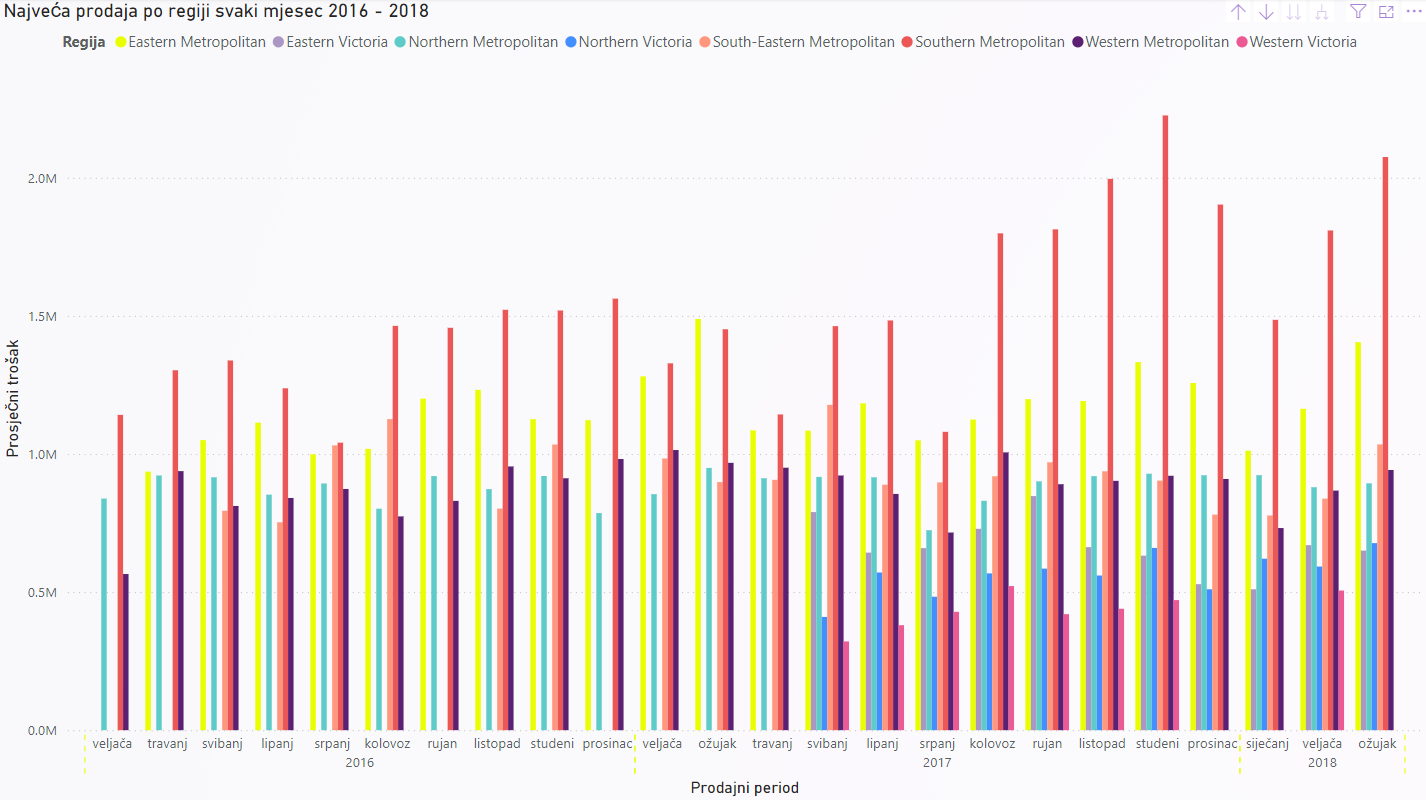 Najveća prodaja po regiji svaki mjesec 2016 - 2018
Regija Eastern Metropolitan Eastern Victoria Northern Metropolitan Northern Victoria South-Eastern Metropolitan Southern Metropolitan Western Metropolitan Western Victoria
Prosječni trošak
2.0M
1.5M
1.0M
0.5M
0.0M
veljača travanj svibanj lipanj srpanj kolovoz rujan listopad studeni prosinac veljača ožujak travanj svibanj lipanj srpanj kolovoz rujan listopad studeni prosinac siječanj veljača ožujak
2016 2017 2018
Prodajni period